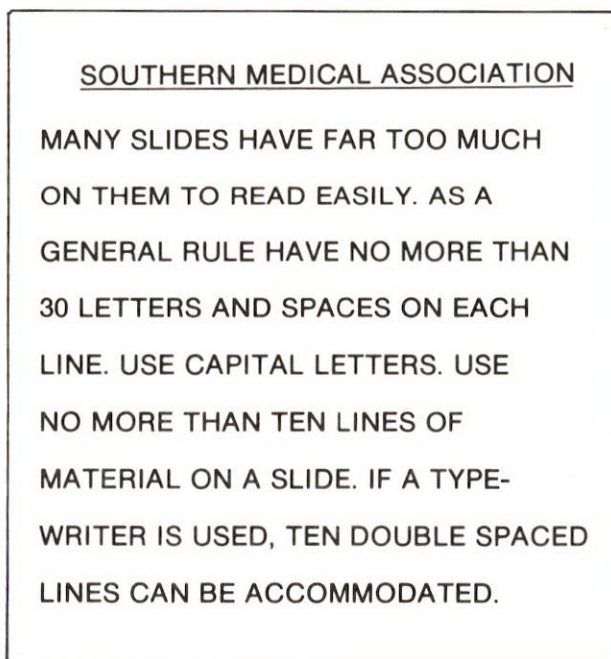 SOUTHERN MEDICAL ASSOCIATION
MANY SLIDES HAVE FAR TOO MUCH
ON THEM TO READ EASILY. AS A
GENERAL RULE HAVE NO MORE THAN
30 LETTERS AND SPACES ON EACH
LINE. USE CAPITAL LETTERS. USE
NO MORE THAN TEN LINES OF
MATERIAL ON A SLIDE. IF A TYPE-
WRITER IS USED, TEN DOUBLE SPACED
LINES CAN BE ACCOMMODATED.